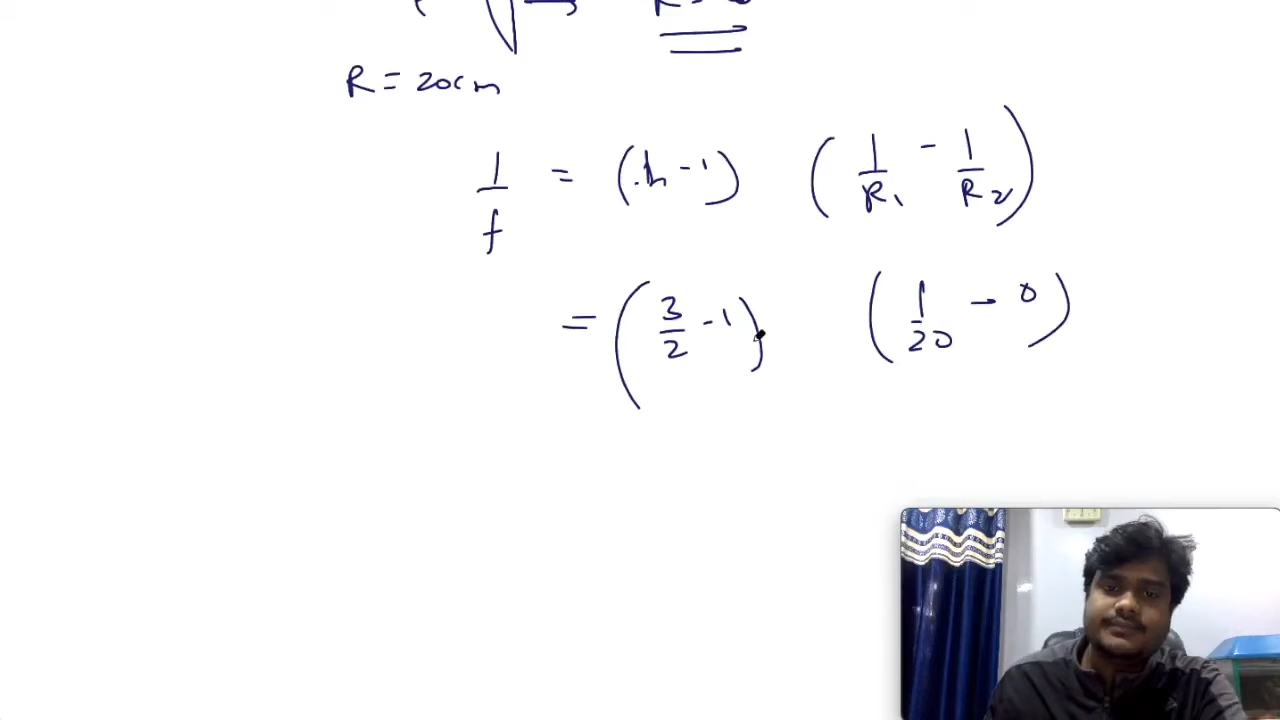 R = 20cm
1/f = (n - 1) (1/R1 - 1/R2)
= (3/2 - 1) (1/20 - 0)